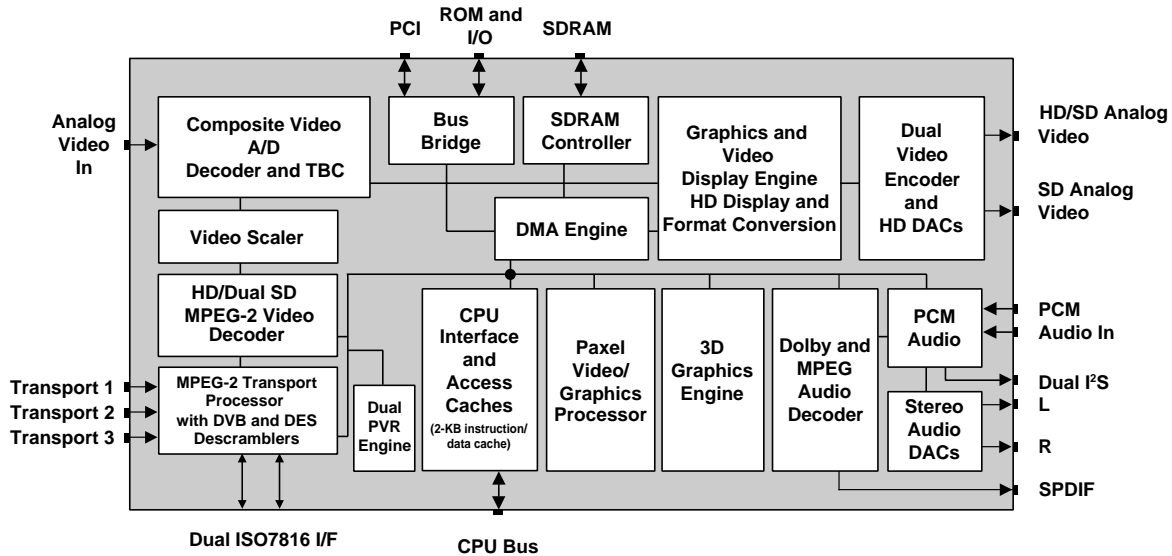 PCI
ROM and
I/O
SDRAM
Analog
Video
In
Composite Video
A/D
Decoder and TBC
Bus
Bridge
SDRAM
Controller
Graphics and
Video
Display Engine
HD Display and
Format Conversion
Dual
Video
Encoder
and
HD DACs
HD/SD Analog
Video
SD Analog
Video
Video Scaler
DMA Engine
HD/Dual SD
MPEG-2 Video
Decoder
CPU
Interface
and
Access
Caches
(2-KB instruction/
data cache)
Paxel
Video/
Graphics
Processor
3D
Graphics
Engine
Dolby and
MPEG
Audio
Decoder
PCM
Audio
PCM
Audio In
Transport 1
Transport 2
Transport 3
MPEG-2 Transport
Processor
with DVB and DES
Descramblers
Dual
PVR
Engine
Stereo
Audio
DACs
Dual I²S
L
R
SPDIF
Dual ISO7816 I/F
CPU Bus